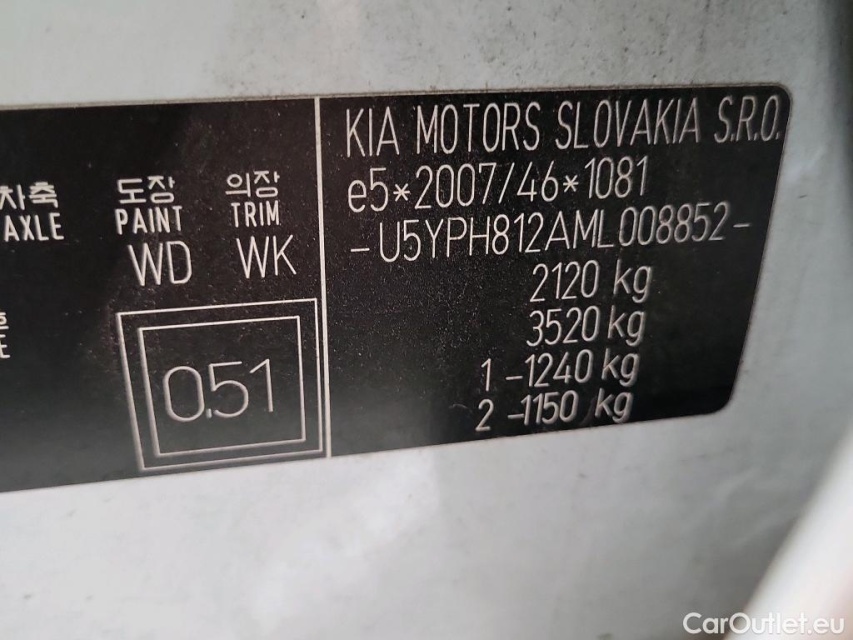 차축
AXLE
도장
PAINT
WD
의장
TRIM
WK
0.51
KIA MOTORS SLOVAKIA S.R.O.
e5*2007/46*1081
-U5YPH812AML008852-
2120 kg
3520 kg
1 -1240 kg
2 -1150 kg
CarOutlet.eu